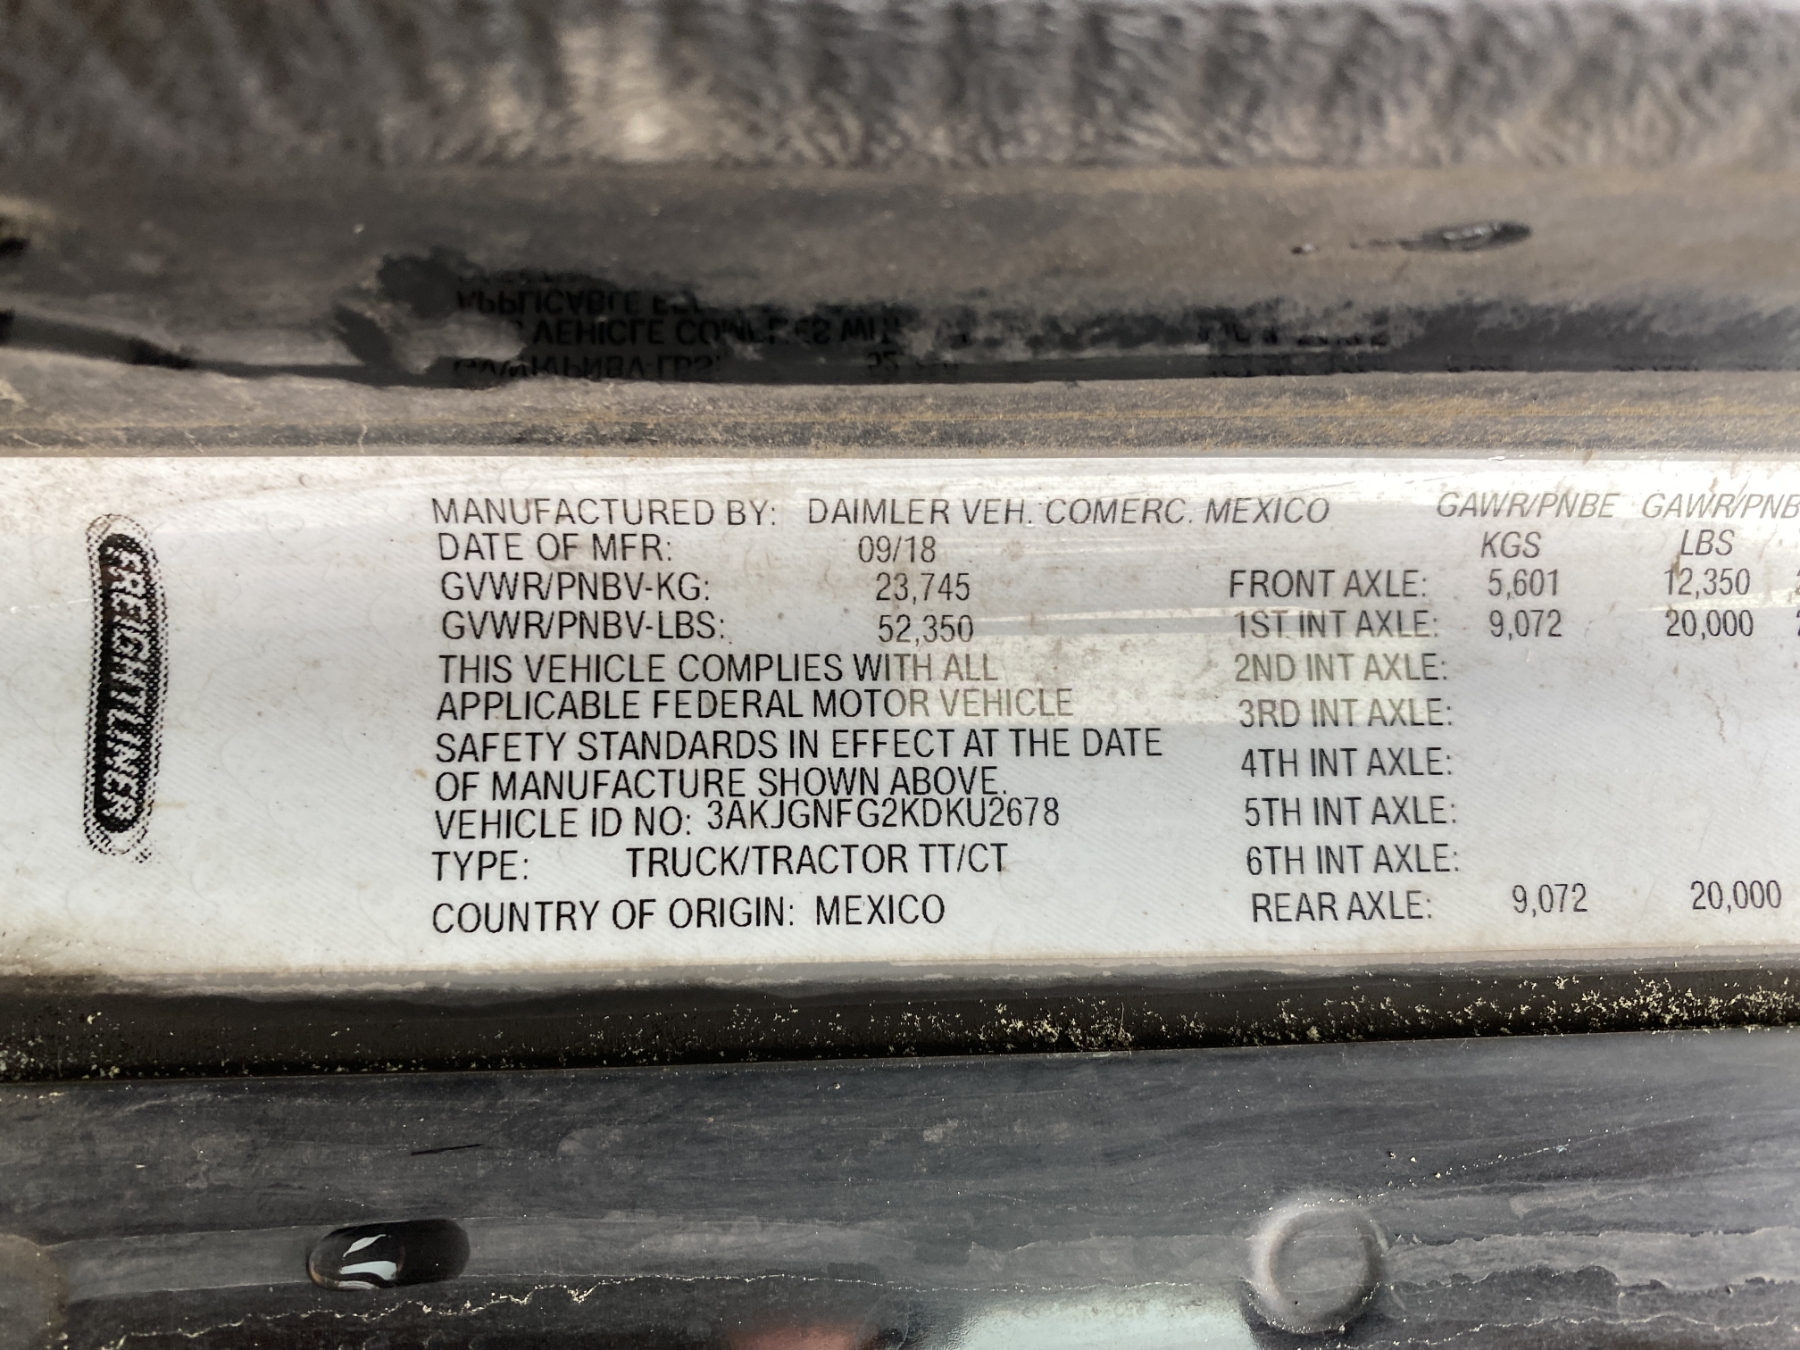 FREIGHTLINER
MANUFACTURED BY: DAIMLER VEH. COMERC. MEXICO
DATE OF MFR: 09/18
GVWR/PNBV-KG: 23,745
GVWR/PNBV-LBS: 52,350
THIS VEHICLE COMPLIES WITH ALL
APPLICABLE FEDERAL MOTOR VEHICLE
SAFETY STANDARDS IN EFFECT AT THE DATE
OF MANUFACTURE SHOWN ABOVE.
VEHICLE ID NO: 3AKJGNFG2KDKU2678
TYPE: TRUCK/TRACTOR TT/CT
COUNTRY OF ORIGIN: MEXICO
GAWR/PNBE GAWR/PNB
KGS LBS
FRONT AXLE: 5,601 12,350
1ST INT AXLE: 9,072 20,000
2ND INT AXLE:
3RD INT AXLE:
4TH INT AXLE:
5TH INT AXLE:
6TH INT AXLE:
REAR AXLE: 9,072 20,000